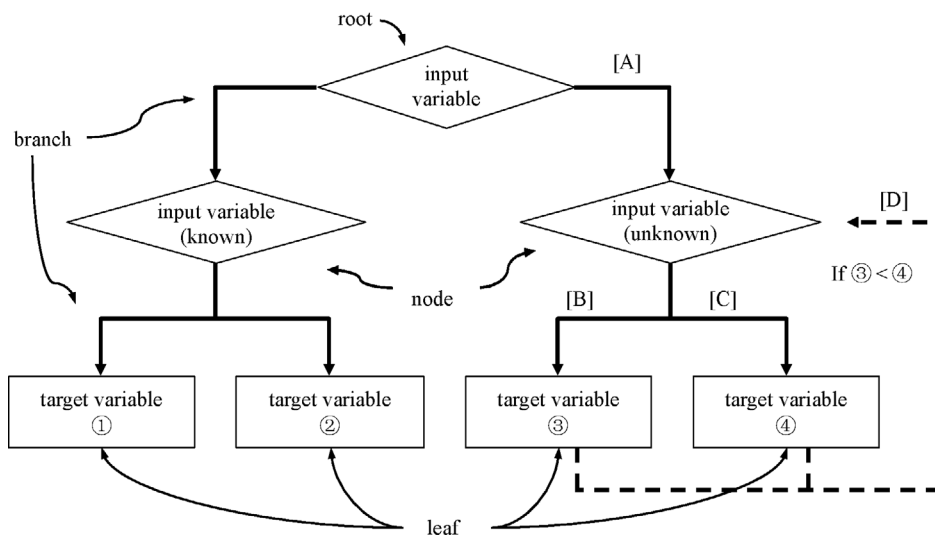 root
[A]
input
variable
branch
input variable
(known)
input variable
(unknown)
[D]
If ③ < ④
node
[B]
[C]
target variable
①
target variable
②
target variable
③
target variable
④
leaf